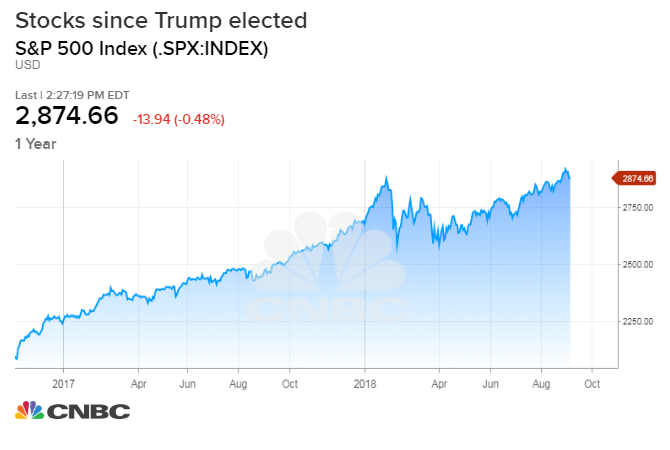 Stocks since Trump elected
S&P 500 Index (.SPX:INDEX)
USD
Last | 2:27:19 PM EDT
2,874.66 -13.94 (-0.48%)
1 Year
2874.66
2750.00
2500.00
2250.00
CNBC
2017 Apr Jun Aug Oct 2018 Apr Jun Aug Oct
CNBC